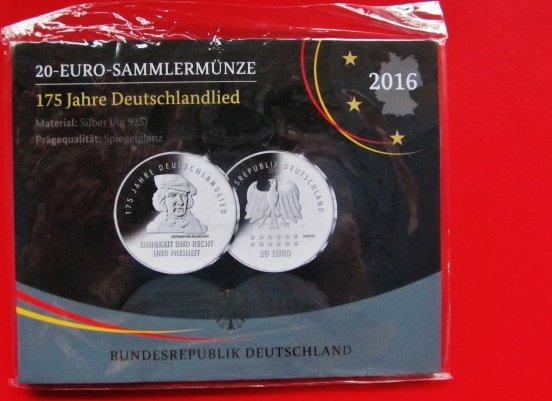 20-EURO-SAMMLERMÜNZE
2016
175 Jahre Deutschlandlied
Material: Silber (Ag 925)
Prägequalität: Spiegelglanz
175 JAHRE DEUTSCHLANDLIED
EINIGKEIT UND RECHT
UND FREIHEIT
BUNDESREPUBLIK DEUTSCHLAND
20 EURO
BUNDESREPUBLIK DEUTSCHLAND